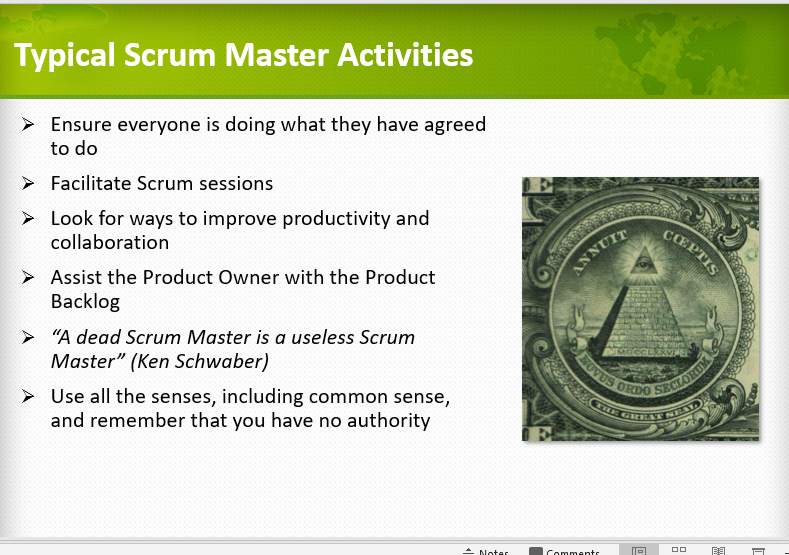 Typical Scrum Master Activities
Ensure everyone is doing what they have agreed
to do
Facilitate Scrum sessions
Look for ways to improve productivity and
collaboration
Assist the Product Owner with the Product
Backlog
“A dead Scrum Master is a useless Scrum
Master” (Ken Schwaber)
Use all the senses, including common sense,
and remember that you have no authority
ANNUIT CŒPTIS
MDCCLXXVI
NOVUS ORDO SECLORUM
THE GREAT SEAL
Notes
Comments